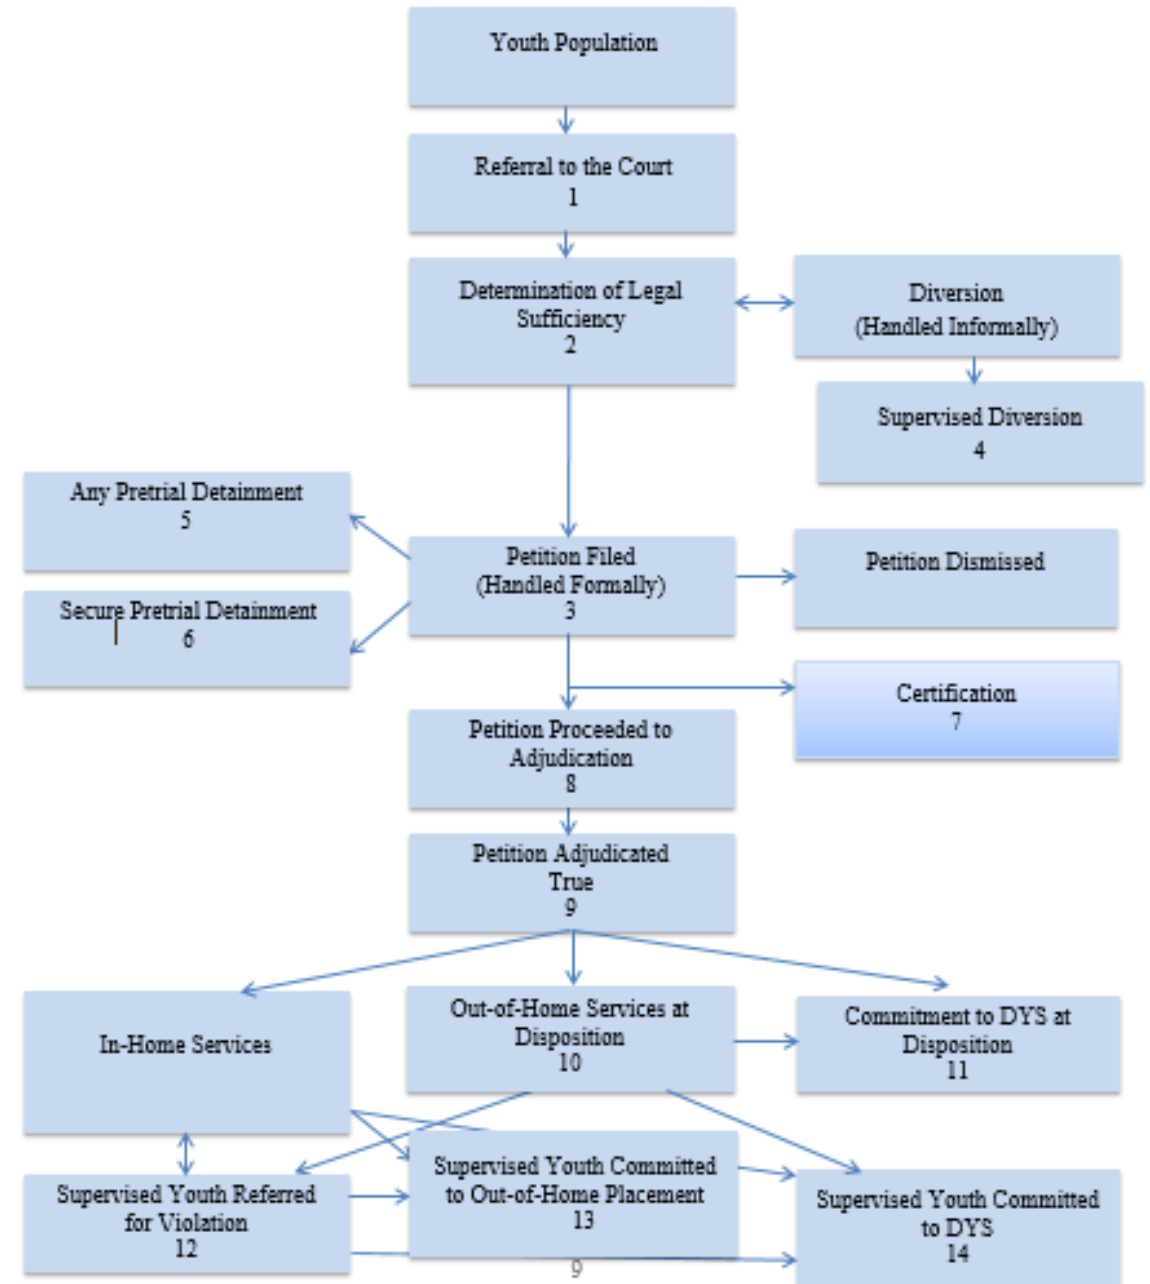 Youth Population
Referral to the Court
1
Determination of Legal
Sufficiency
2
Diversion
(Handled Informally)
Supervised Diversion
4
Any Pretrial Detainment
5
Petition Filed
(Handled Formally)
3
Petition Dismissed
Secure Pretrial Detainment
6
Certification
7
Petition Proceeded to
Adjudication
8
Petition Adjudicated
True
9
In-Home Services
Out-of-Home Services at
Disposition
10
Commitment to DYS at
Disposition
11
Supervised Youth Referred
for Violation
12
Supervised Youth Committed
to Out-of-Home Placement
13
Supervised Youth Committed
to DYS
14
9